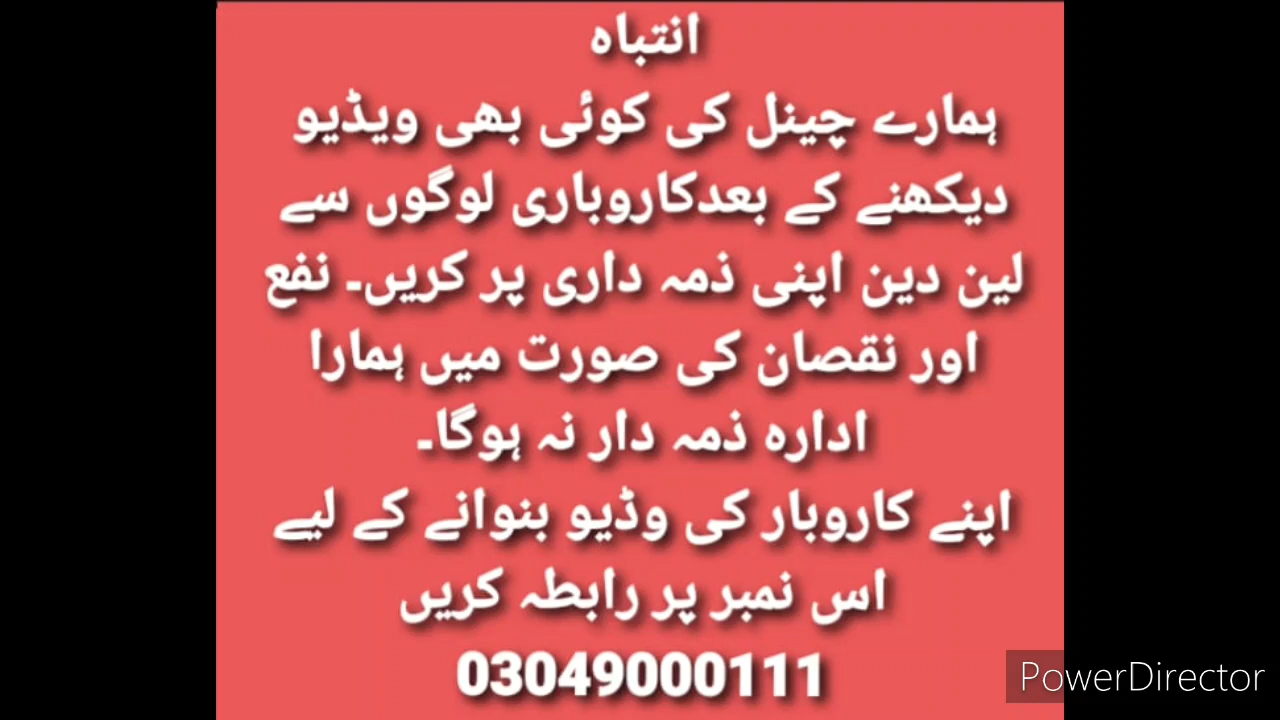 انتباہ
ہمارے چینل کی کوئی بھی ویڈیو
دیکھنے کے بعدکاروباری لوگوں سے
لین دین اپنی ذمہ داری پر کریں۔ نفع
اور نقصان کی صورت میں ہمارا
ادارہ ذمہ دار نہ ہوگا۔
اپنے کاروبار کی وڈیو بنوانے کے لیے
اس نمبر پر رابطہ کریں
03049000111
PowerDirector